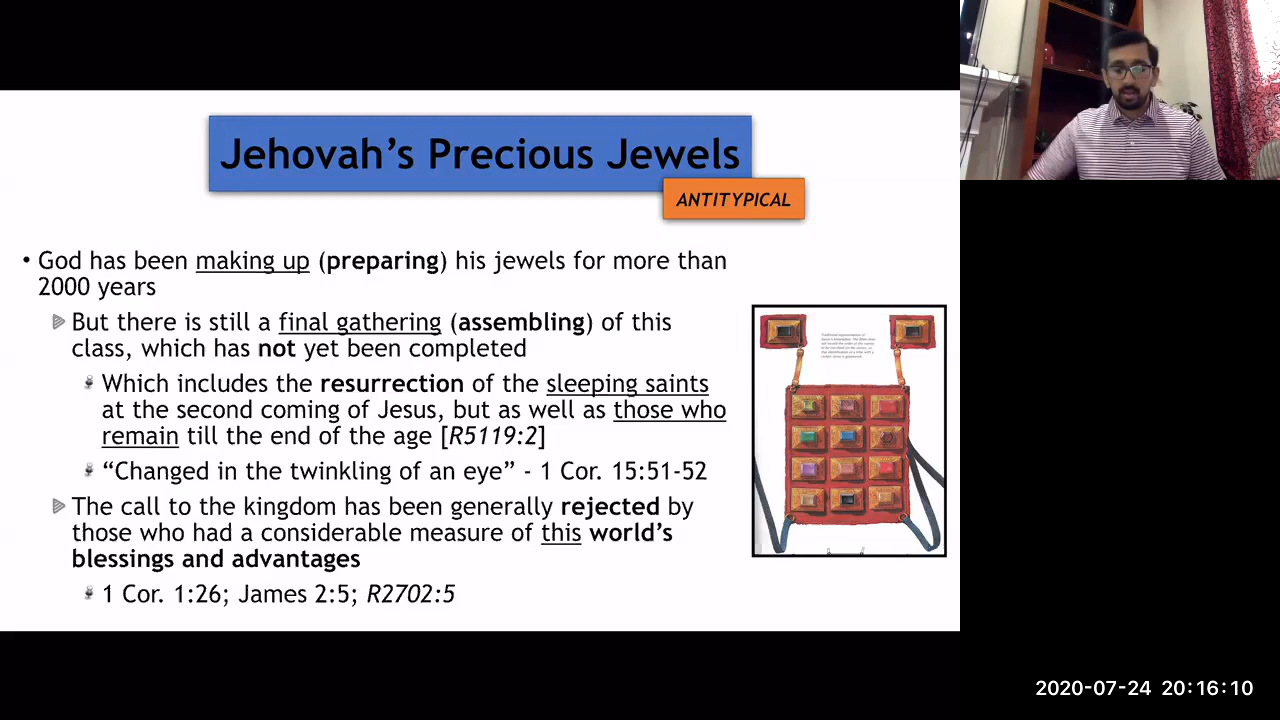 Jehovah's Precious Jewels
ANTITYPICAL
• God has been making up (preparing) his jewels for more than
2000 years
But there is still a final gathering (assembling) of this
class, which has not yet been completed
Which includes the resurrection of the sleeping saints
at the second coming of Jesus, but as well as those who
remain till the end of the age [R5119:2]
“Changed in the twinkling of an eye” - 1 Cor. 15:51-52
The call to the kingdom has been generally rejected by
those who had a considerable measure of this world's
blessings and advantages
1 Cor. 1:26; James 2:5; R2702:5
2020-07-24 20:16:10